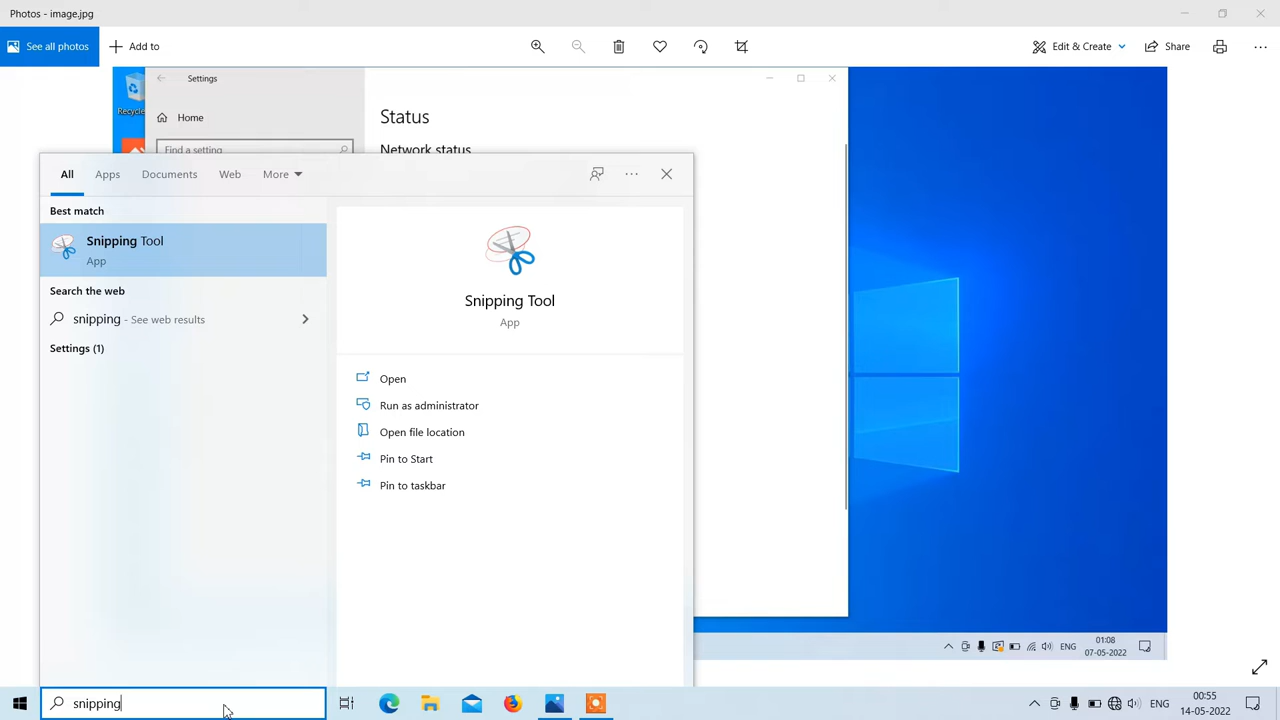 Photos - image.jpg
See all photos
Add to
Edit & Create
Share
Recycle
Settings
Home
Find a setting
Status
Network status
All
Apps
Documents
Web
More
Best match
Snipping Tool
App
Search the web
snipping - See web results
Settings (1)
Snipping Tool
App
Open
Run as administrator
Open file location
Pin to Start
Pin to taskbar
ENG
01:08
07-05-2022
snipping
ENG
00:55
14-05-2022